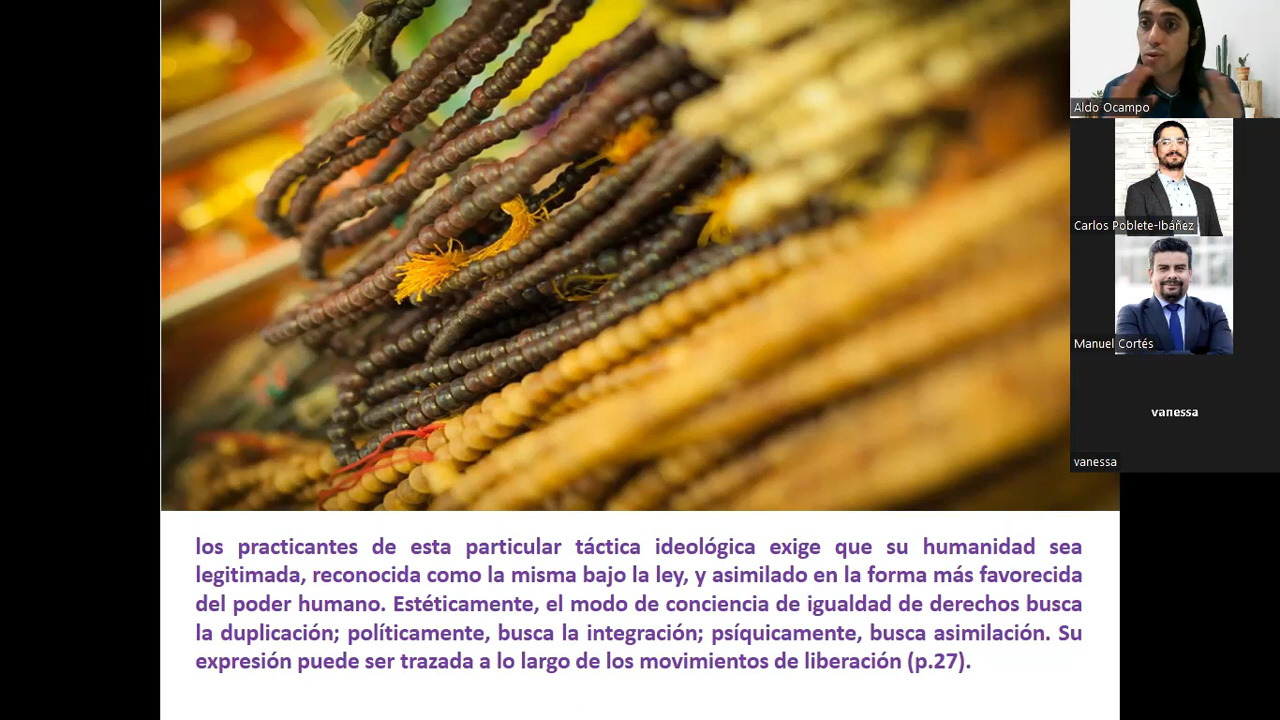 Aldo Ocampo
Carlos Poblete-Ibáñez
Manuel Cortés
vanessa
vanessa
los practicantes de esta particular táctica ideológica exige que su humanidad sea
legitimada, reconocida como la misma bajo la ley, y asimilado en la forma más favorecida
del poder humano. Estéticamente, el modo de conciencia de igualdad de derechos busca
la duplicación; políticamente, busca la integración; psíquicamente, busca asimilación. Su
expresión puede ser trazada a lo largo de los movimientos de liberación (p.27).